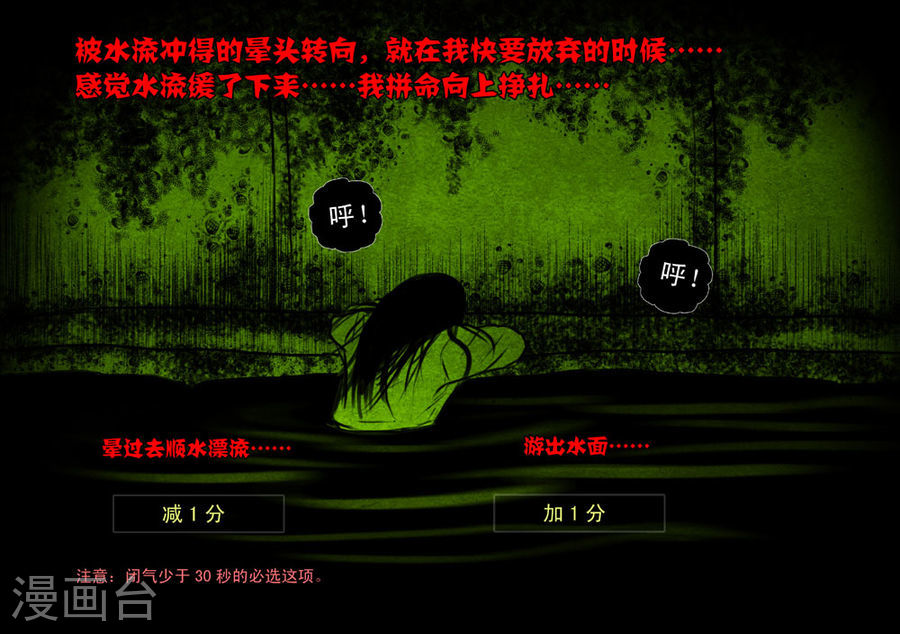 被水流冲得的晕头转向，就在我快要放弃的时候……
感觉水流缓了下来……我拼命向上挣扎……
呼！
呼！
晕过去顺水漂流……
游出水面……
减1分
加1分
注意：闭气少于30秒的必选这项。
漫画台